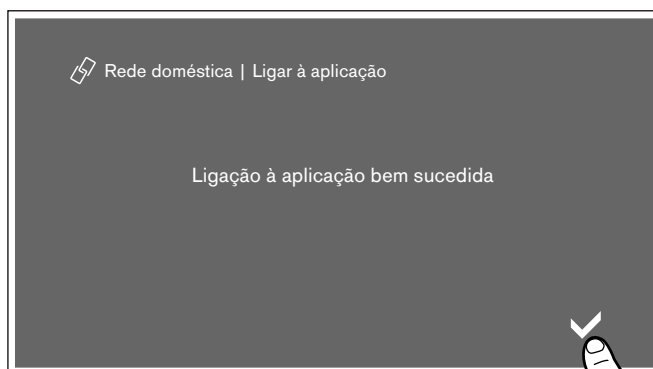 Rede doméstica | Ligar à aplicação
Ligação à aplicação bem sucedida